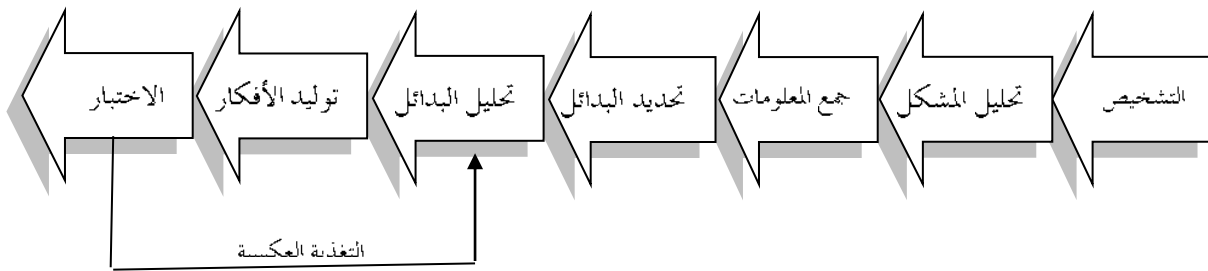 التشخيص
تحليل المشكل
جمع المعلومات
تحديد البدائل
تحليل البدائل
توليد الأفكار
الاختبار
التغذية العكسية